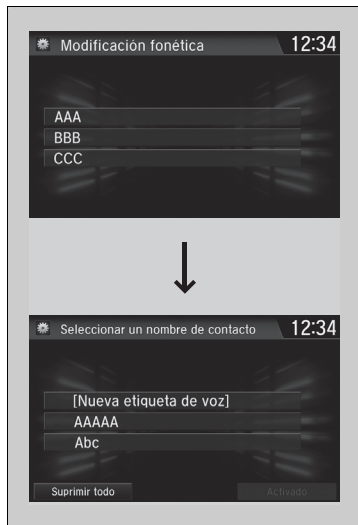 Modificación fonética 12:34
AAA
BBB
CCC
Seleccionar un nombre de contacto 12:34
[Nueva etiqueta de voz]
AAAAA
Abc
Suprimir todo Activado